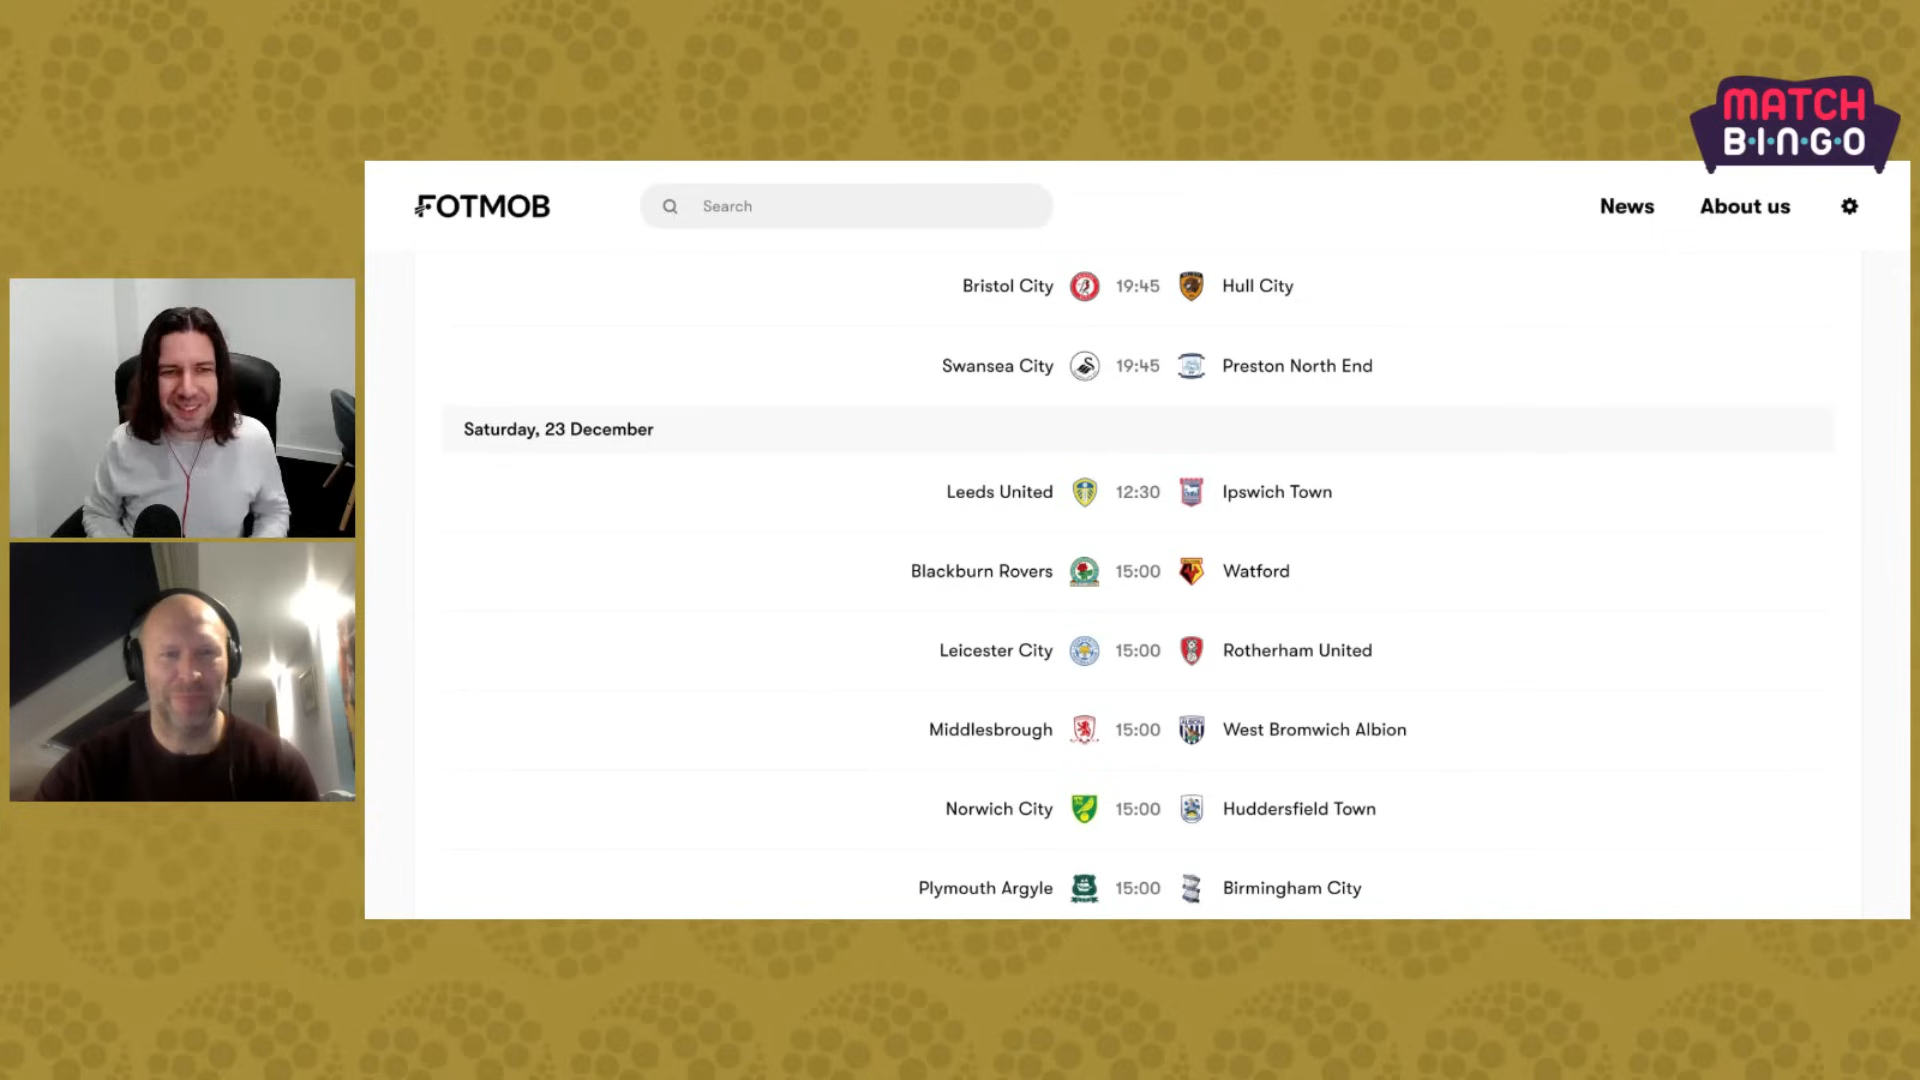 MATCH
B·I·N·G·O
FOTMOB
Search
News
About us
Bristol City 19:45 Hull City
Swansea City 19:45 Preston North End
Saturday, 23 December
Leeds United 12:30 Ipswich Town
Blackburn Rovers 15:00 Watford
Leicester City 15:00 Rotherham United
Middlesbrough 15:00 West Bromwich Albion
Norwich City 15:00 Huddersfield Town
Plymouth Argyle 15:00 Birmingham City